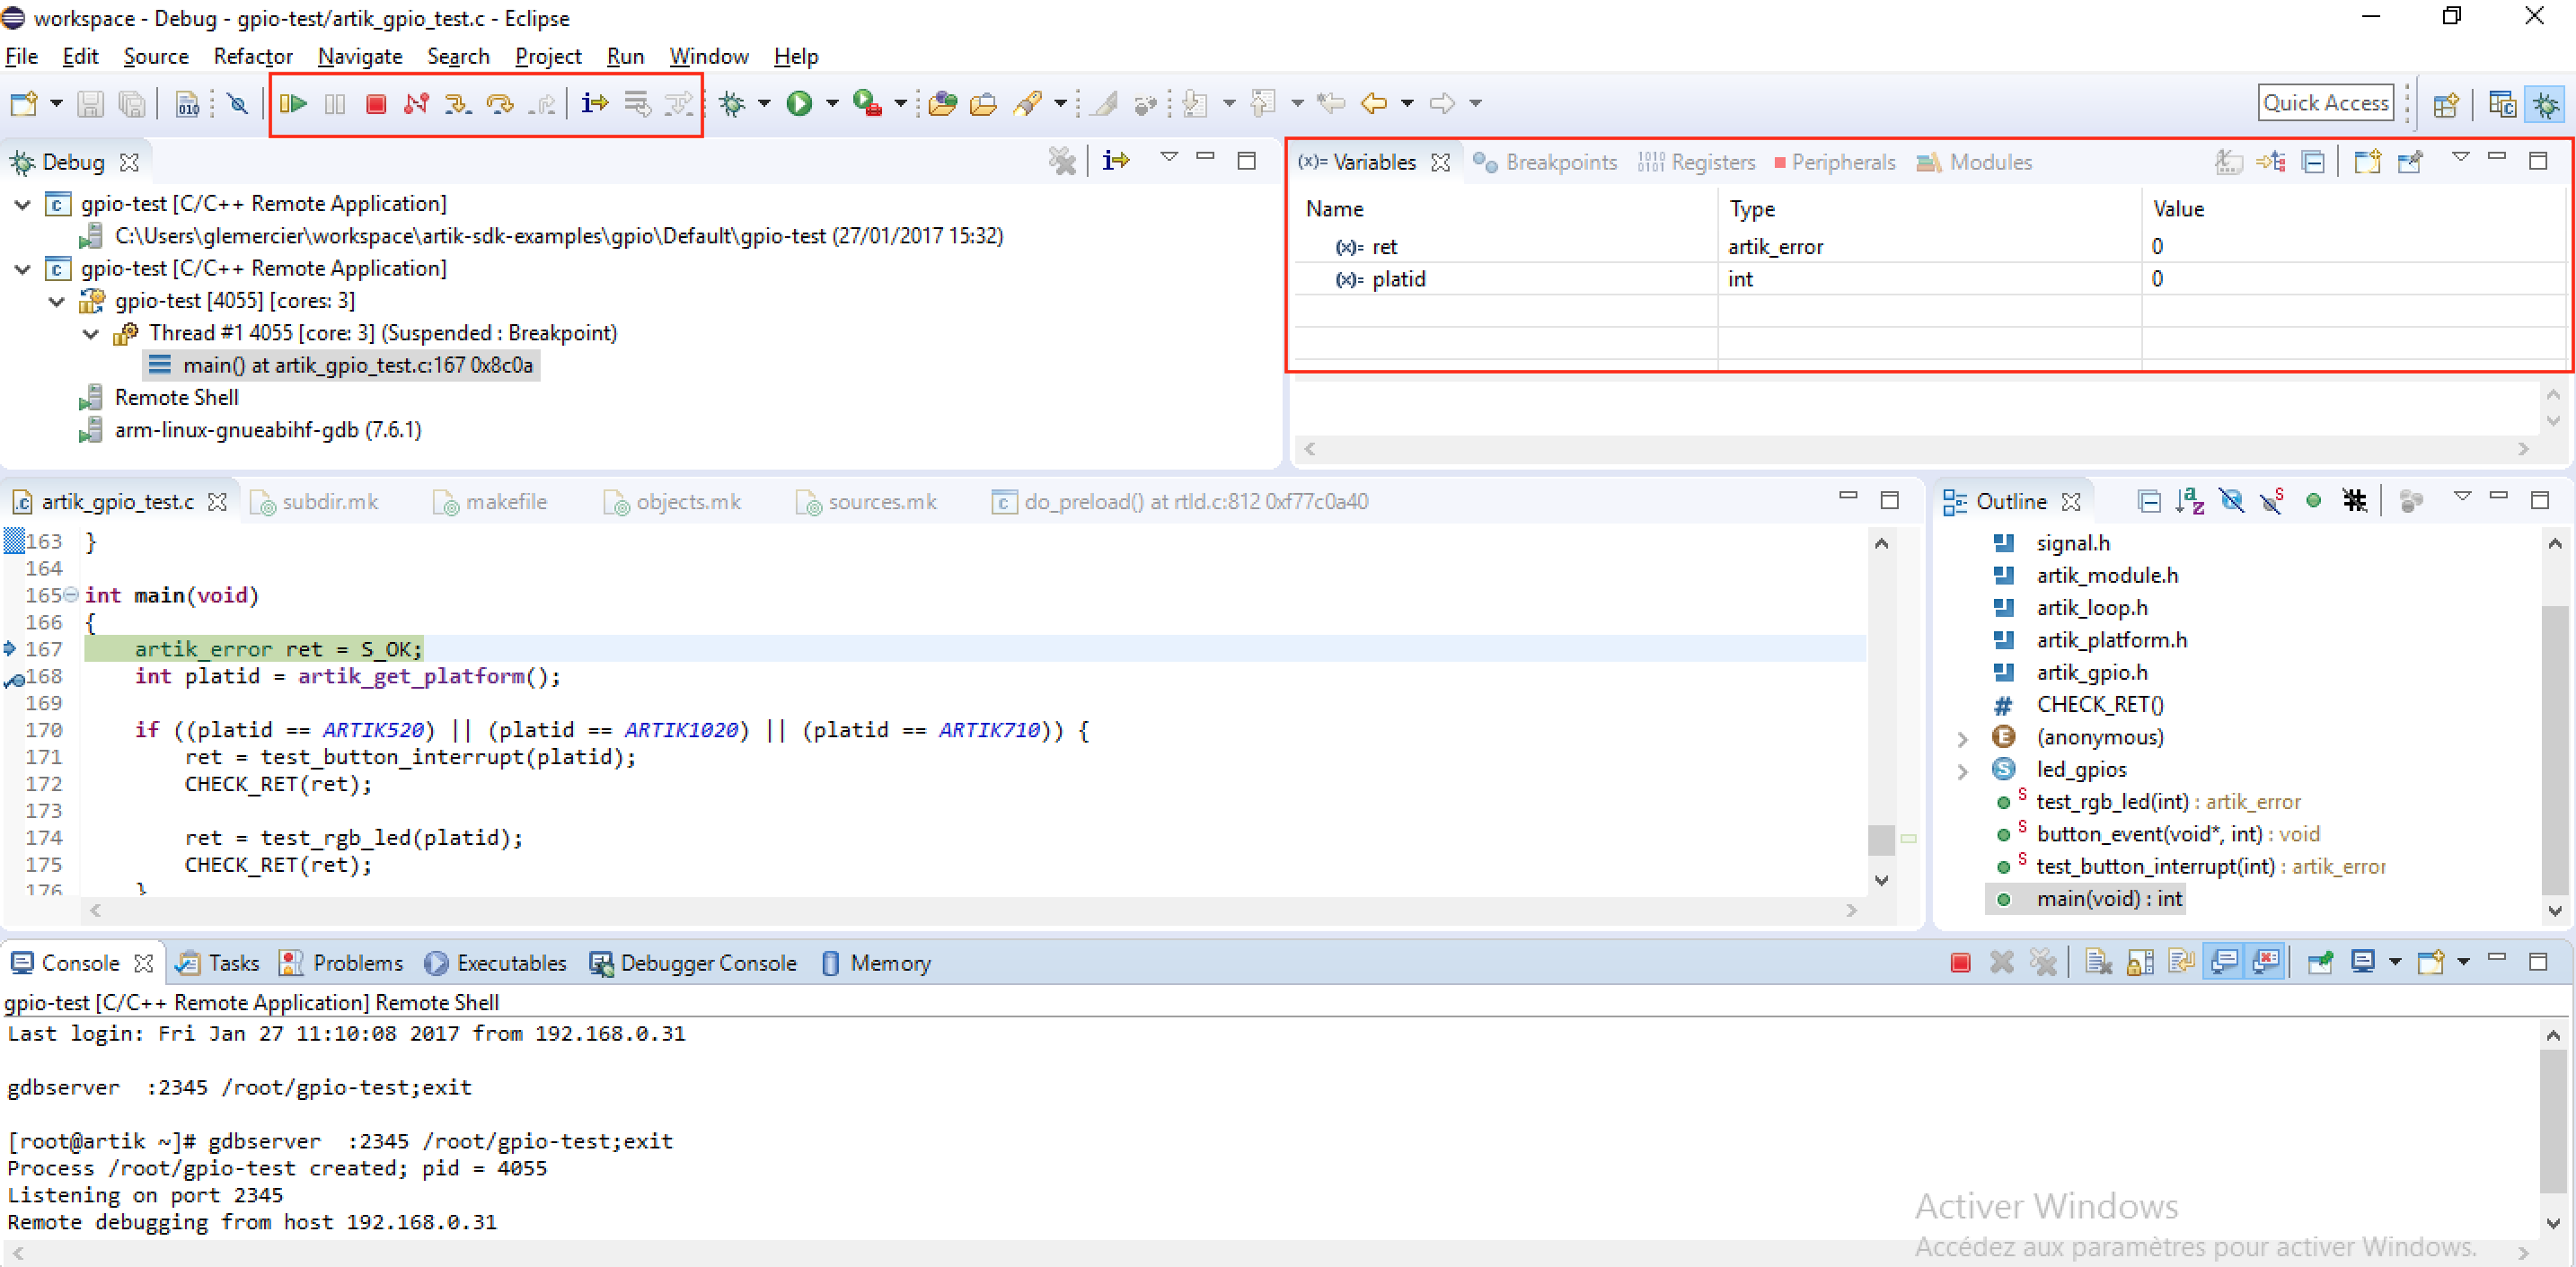 workspace - Debug - gpio-test/artik_gpio_test.c - Eclipse
File Edit Source Refactor Navigate Search Project Run Window Help
Quick Access
Debug
gpio-test [C/C++ Remote Application]
C:\Users\glemercier\workspace\artik-sdk-examples\gpio\Default\gpio-test (27/01/2017 15:32)
gpio-test [C/C++ Remote Application]
gpio-test [4055] [cores: 3]
Thread #1 4055 [core: 3] (Suspended : Breakpoint)
main() at artik_gpio_test.c:167 0x8c0a
Remote Shell
arm-linux-gnueabihf-gdb (7.6.1)
(x)= Variables Breakpoints Registers Peripherals Modules
Name Type Value
(x)= ret artik_error 0
(x)= platid int 0
artik_gpio_test.c subdir.mk makefile objects.mk sources.mk do_preload() at rtld.c:812 0xf77c0a40
163 }
164
165 int main(void)
166 {
167 artik_error ret = S_OK;
168 int platid = artik_get_platform();
169
170 if ((platid == ARTIK520) || (platid == ARTIK1020) || (platid == ARTIK710)) {
171 ret = test_button_interrupt(platid);
172 CHECK_RET(ret);
173
174 ret = test_rgb_led(platid);
175 CHECK_RET(ret);
176 }
Outline
signal.h
artik_module.h
artik_loop.h
artik_platform.h
artik_gpio.h
# CHECK_RET()
(anonymous)
led_gpios
test_rgb_led(int) : artik_error
button_event(void*, int) : void
test_button_interrupt(int) : artik_error
main(void) : int
Console Tasks Problems Executables Debugger Console Memory
gpio-test [C/C++ Remote Application] Remote Shell
Last login: Fri Jan 27 11:10:08 2017 from 192.168.0.31
gdbserver  :2345 /root/gpio-test;exit
[root@artik ~]# gdbserver  :2345 /root/gpio-test;exit
Process /root/gpio-test created; pid = 4055
Listening on port 2345
Remote debugging from host 192.168.0.31
Activer Windows
Accédez aux paramètres pour activer Windows.